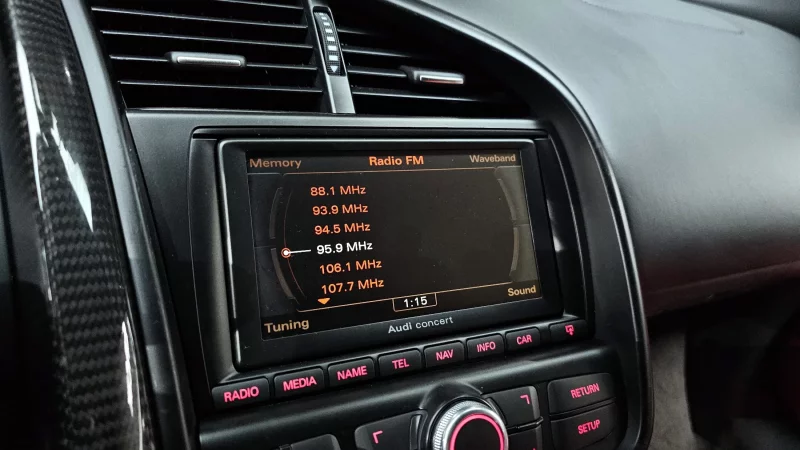 Memory Radio FM Waveband
88.1 MHz
93.9 MHz
94.5 MHz
95.9 MHz
106.1 MHz
107.7 MHz
1:15
Tuning Sound
Audi concert
RADIO MEDIA NAME TEL NAV INFO CAR
RETURN
SETUP